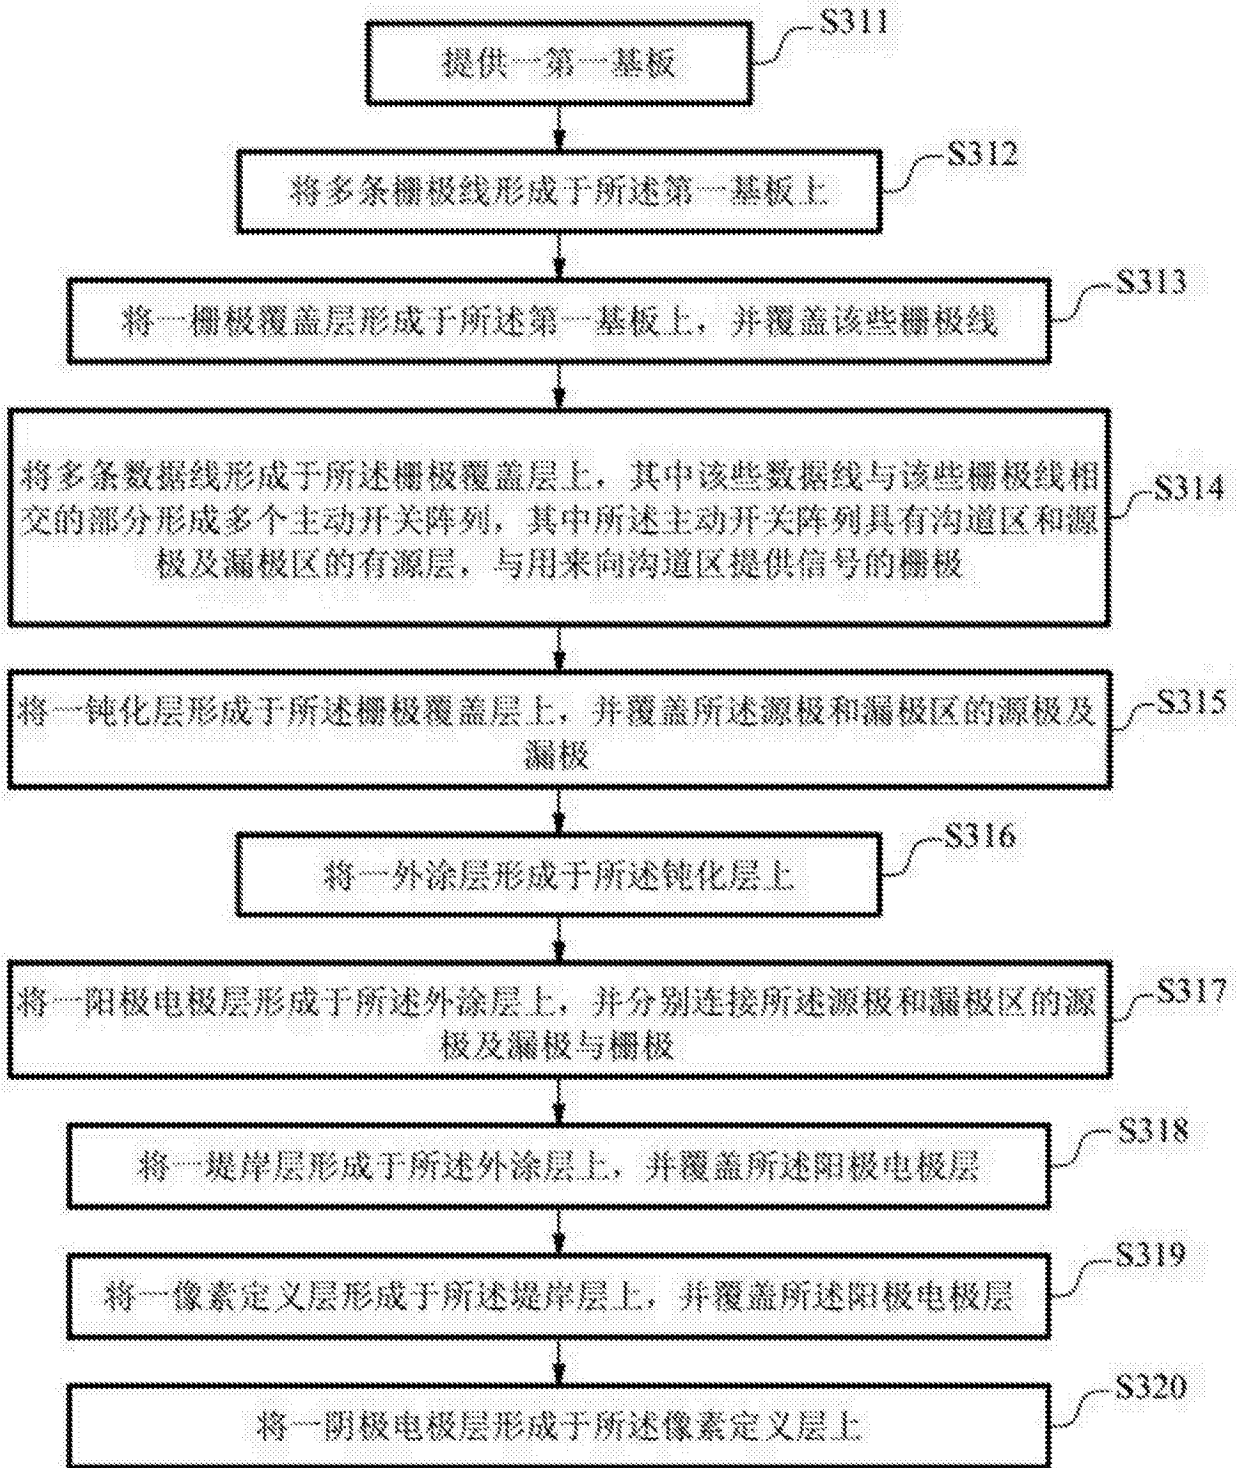 S311
提供一第一基板
S312
将多条栅极线形成于所述第一基板上
S313
将一栅极覆盖层形成于所述第一基板上，并覆盖该些栅极线
S314
将多条数据线形成于所述栅极覆盖层上，其中该些数据线与该些栅极线相
交的部分形成多个主动开关阵列，其中所述主动开关阵列具有沟道区和源
极及漏极区的有源层，与用来向沟道区提供信号的栅极
S315
将一钝化层形成于所述栅极覆盖层上，并覆盖所述源极和漏极区的源极及
漏极
S316
将一外涂层形成于所述钝化层上
S317
将一阳极电极层形成于所述外涂层上，并分别连接所述源极和漏极区的源
极及漏极与栅极
S318
将一堤岸层形成于所述外涂层上，并覆盖所述阳极电极层
S319
将一像素定义层形成于所述堤岸层上，并覆盖所述阳极电极层
S320
将一阴极电极层形成于所述像素定义层上